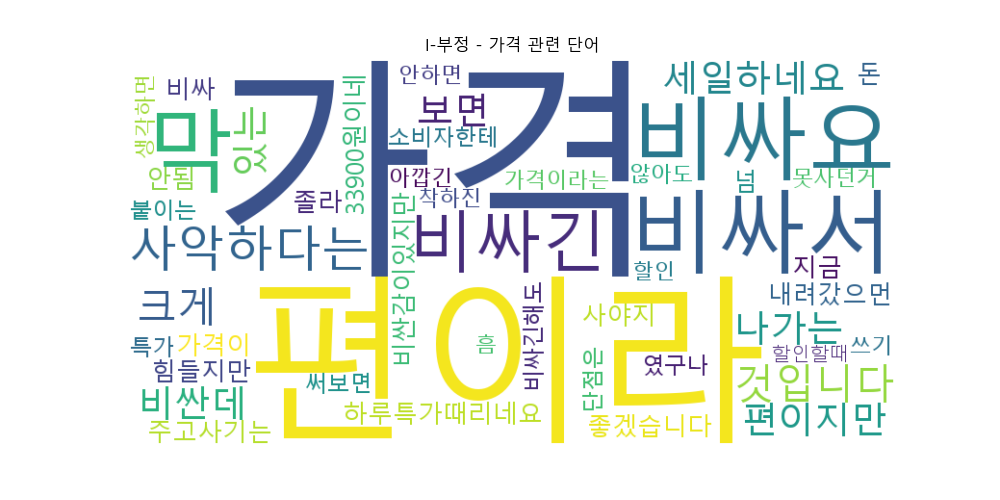 I-부정 - 가격 관련 단어
가격
편이라
비싸요
비싸서
막
비싸긴
사악하다는
세일하네요
돈
안하면
보면
소비자한테
비싸
생각하면
있는
33900원이네
안됨
졸라
아깝긴
착하진
가격이라는
않아도
넘
못사던거
붙이는
할인
지금
내려갔으먼
크게
비싼감이있지만
비싸긴해도
흠
사야지
나가는
특가
가격이
힘들지만
써보면
였구나
할인할때
쓰기
단점은
것입니다
비싼데
하루특가때리네요
좋겠습니다
편이지만
주고사기는